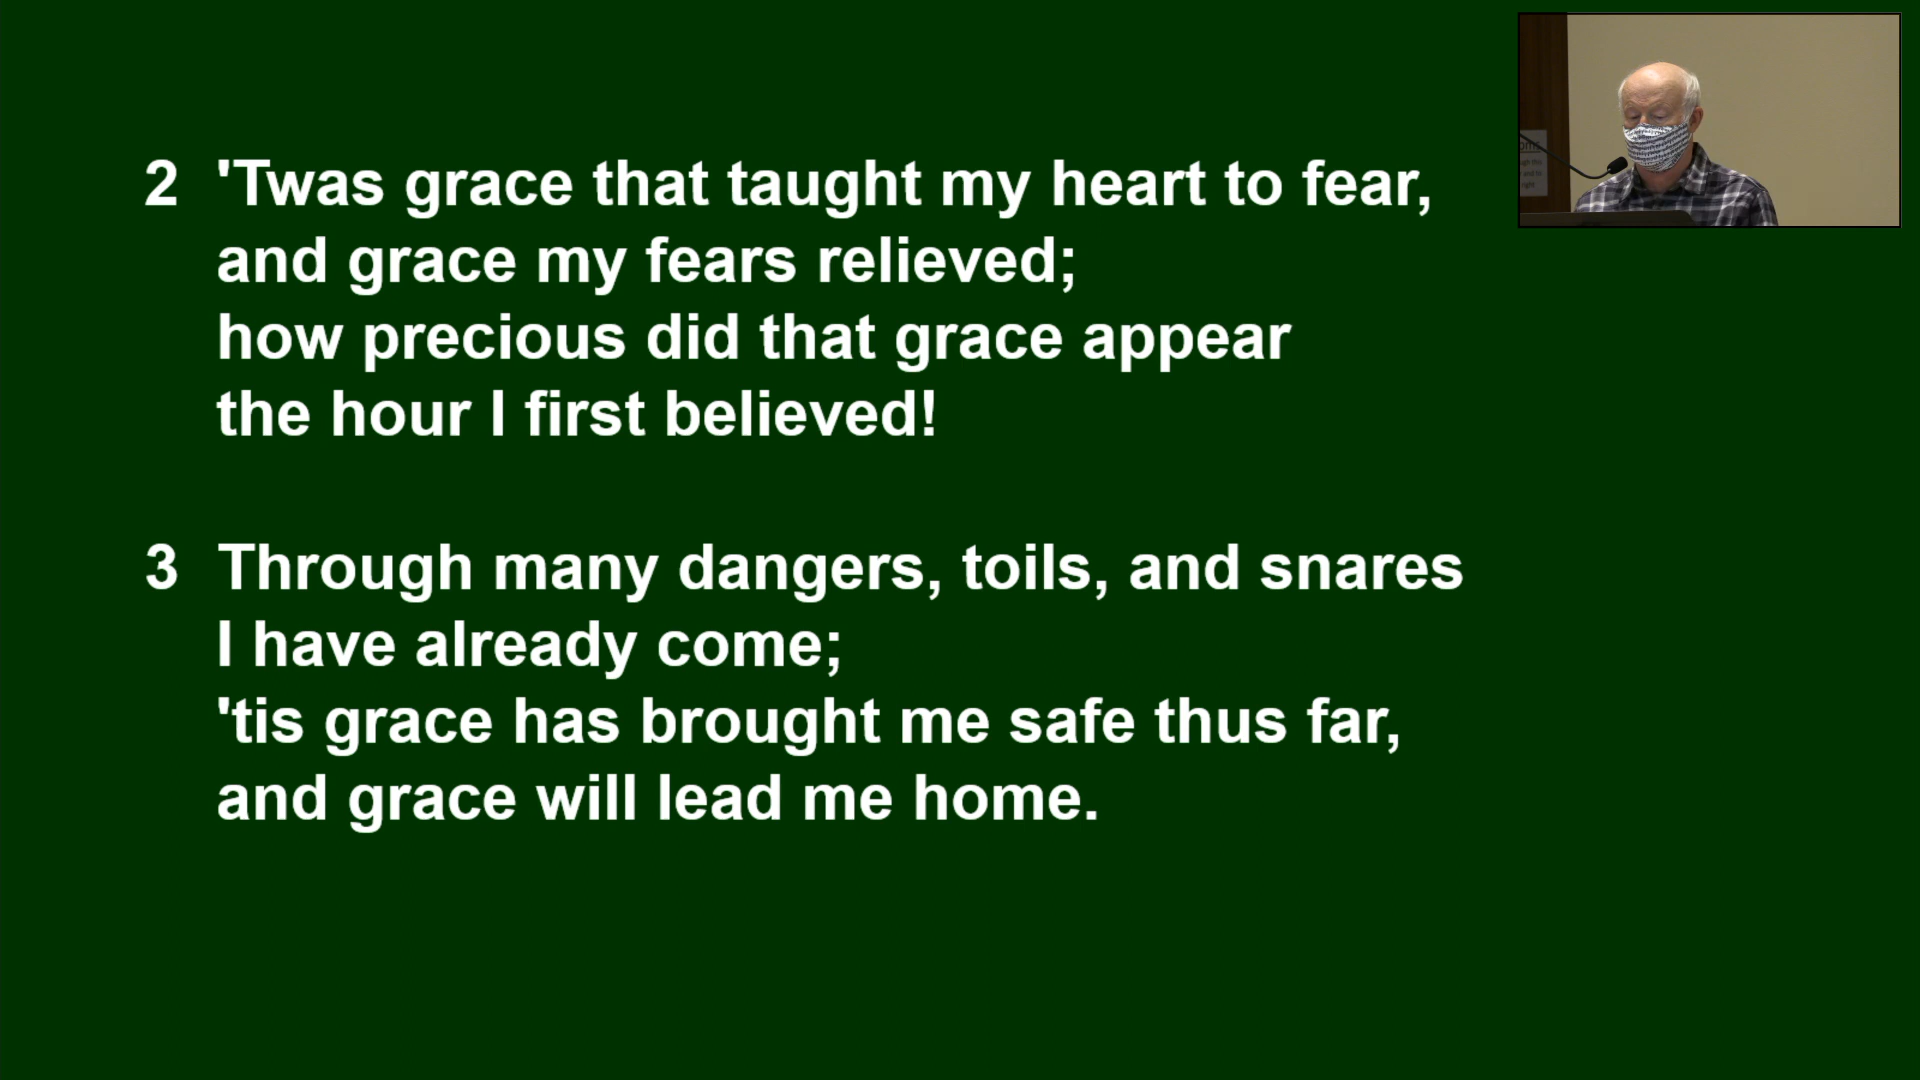 2 'Twas grace that taught my heart to fear,
and grace my fears relieved;
how precious did that grace appear
the hour I first believed!
3 Through many dangers, toils, and snares
I have already come;
'tis grace has brought me safe thus far,
and grace will lead me home.